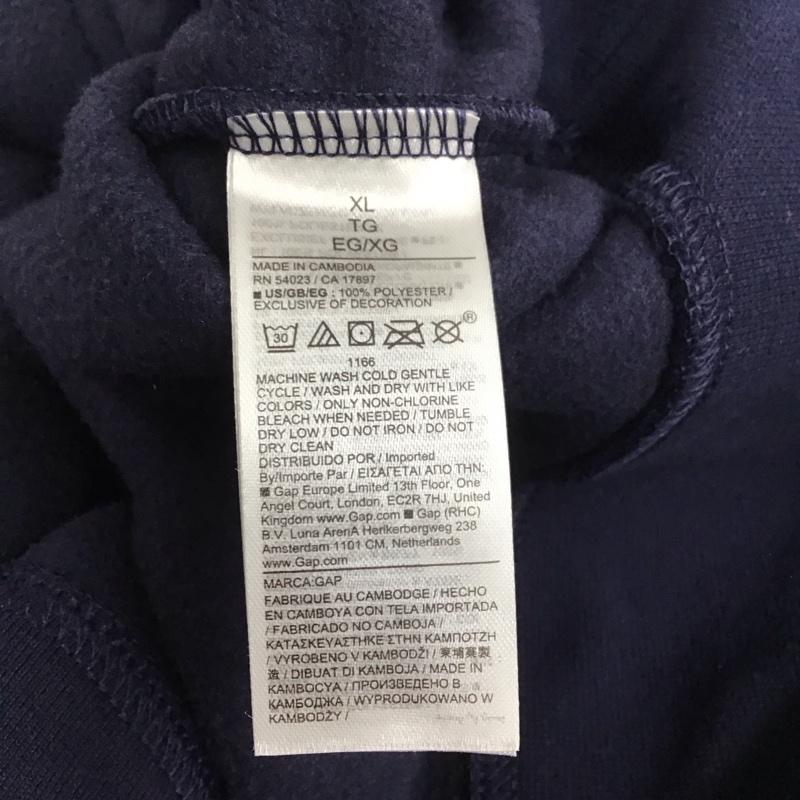 XL
TG
EG/XG
MADE IN CAMBODIA
RN 54023 / CA 17897
■ US/GB/EG : 100% POLYESTER /
EXCLUSIVE OF DECORATION
30
®
1166
MACHINE WASH COLD GENTLE
CYCLE / WASH AND DRY WITH LIKE
COLORS / ONLY NON-CHLORINE
BLEACH WHEN NEEDED / TUMBLE
DRY LOW / DO NOT IRON / DO NOT
DRY CLEAN
DISTRIBUIDO POR / Imported
By/Importe Par / ΕΙΣΑΓΕΤΑΙ ΑΠΟ ΤΗΝ:
■ Gap Europe Limited 13th Floor, One
Angel Court, London, EC2R 7HJ, United
Kingdom www.Gap.com ■ Gap (RHC)
B.V. Luna ArenA Herikerbergweg 238
Amsterdam 1101 CM, Netherlands
www.Gap.com
MARCA:GAP
FABRIQUE AU CAMBODGE / HECHO
EN CAMBOYA CON TELA IMPORTADA
/ FABRICADO NO CAMBOJA /
ΚΑΤΑΣΚΕΥΑΣΤΗΚΕ ΣΤΗΝ ΚΑΜΠΟΤΖΗ
/ VYROBENO V KAMBODŽI / 柬埔寨製
造 / DIBUAT DI KAMBOJA / MADE IN
KAMBOCYA / ПРОИЗВЕДЕНО В
КАМБОДЖА / WYPRODUKOWANO W
KAMBODŻY /